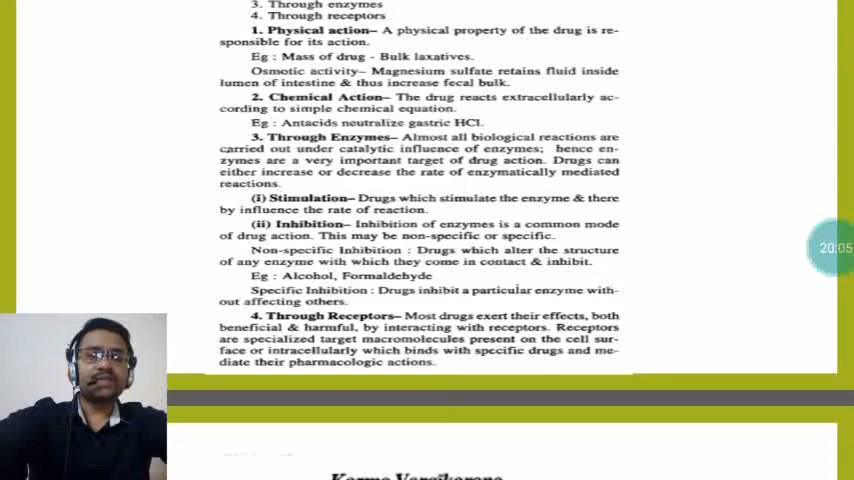 3. Through enzymes
4. Through receptors
1. Physical action– A physical property of the drug is re-
sponsible for its action.
Eg : Mass of drug - Bulk laxatives.
Osmotic activity– Magnesium sulfate retains fluid inside
lumen of intestine & thus increase fecal bulk.
2. Chemical Action– The drug reacts extracellularly ac-
cording to simple chemical equation.
Eg : Antacids neutralize gastric HCl.
3. Through Enzymes– Almost all biological reactions are
carried out under catalytic influence of enzymes; hence en-
zymes are a very important target of drug action. Drugs can
either increase or decrease the rate of enzymatically mediated
reactions.
(i) Stimulation– Drugs which stimulate the enzyme & there
by influence the rate of reaction.
(ii) Inhibition– Inhibition of enzymes is a common mode
of drug action. This may be non-specific or specific.
Non-specific Inhibition : Drugs which alter the structure
of any enzyme with which they come in contact & inhibit.
Eg : Alcohol, Formaldehyde
Specific Inhibition : Drugs inhibit a particular enzyme with-
out affecting others.
4. Through Receptors– Most drugs exert their effects, both
beneficial & harmful, by interacting with receptors. Receptors
are specialized target macromolecules present on the cell sur-
face or intracellularly which binds with specific drugs and me-
diate their pharmacologic actions.
20:05